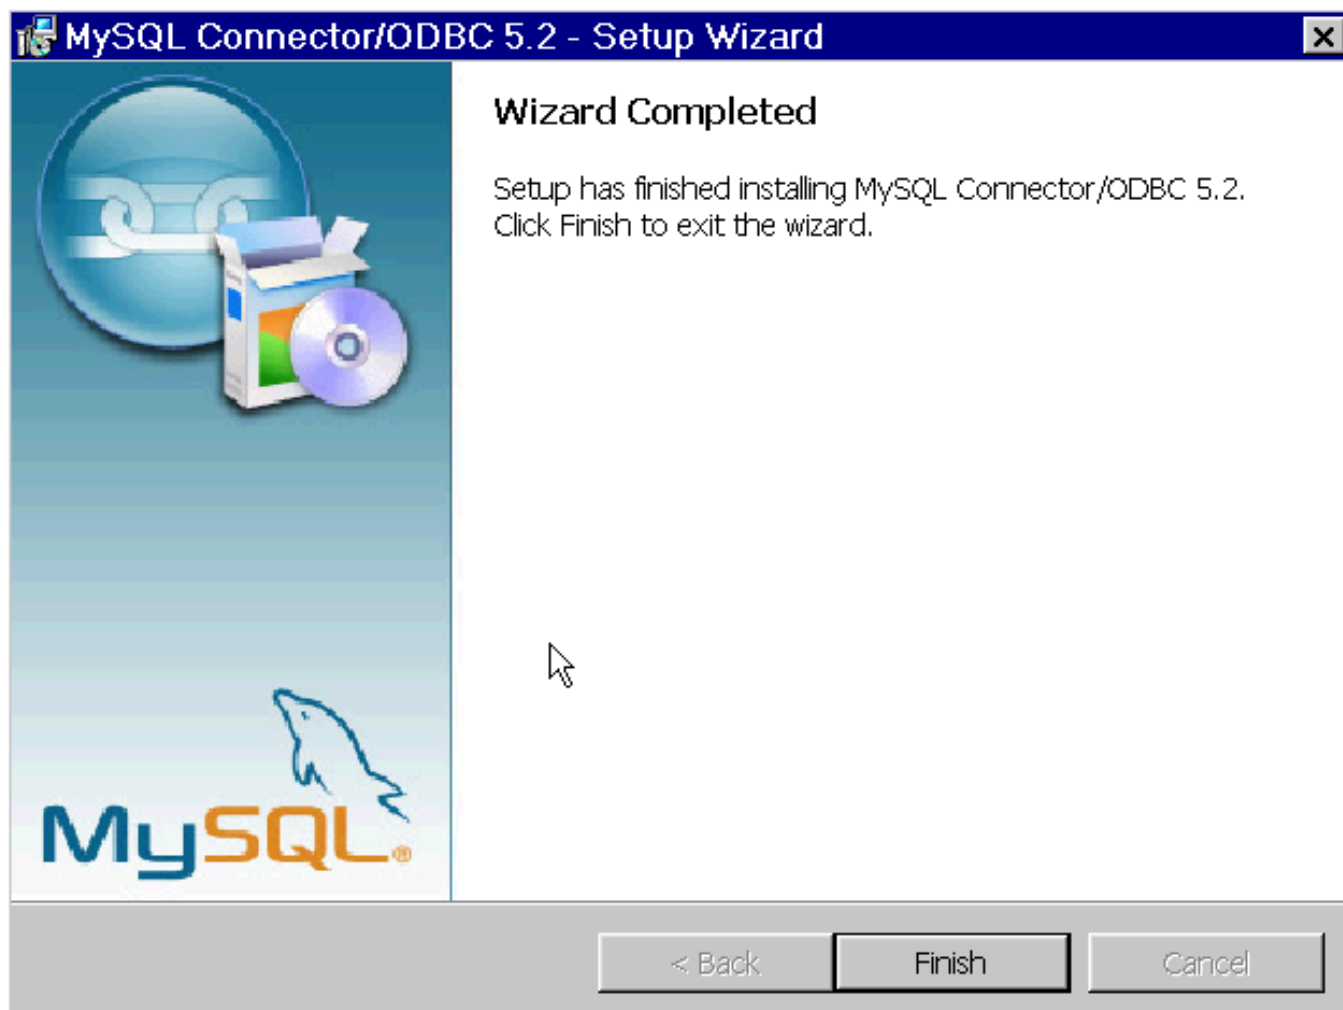 MySQL Connector/ODBC 5.2 - Setup Wizard
Wizard Completed
Setup has finished installing MySQL Connector/ODBC 5.2.
Click Finish to exit the wizard.
MySQL®
< Back
Finish
Cancel